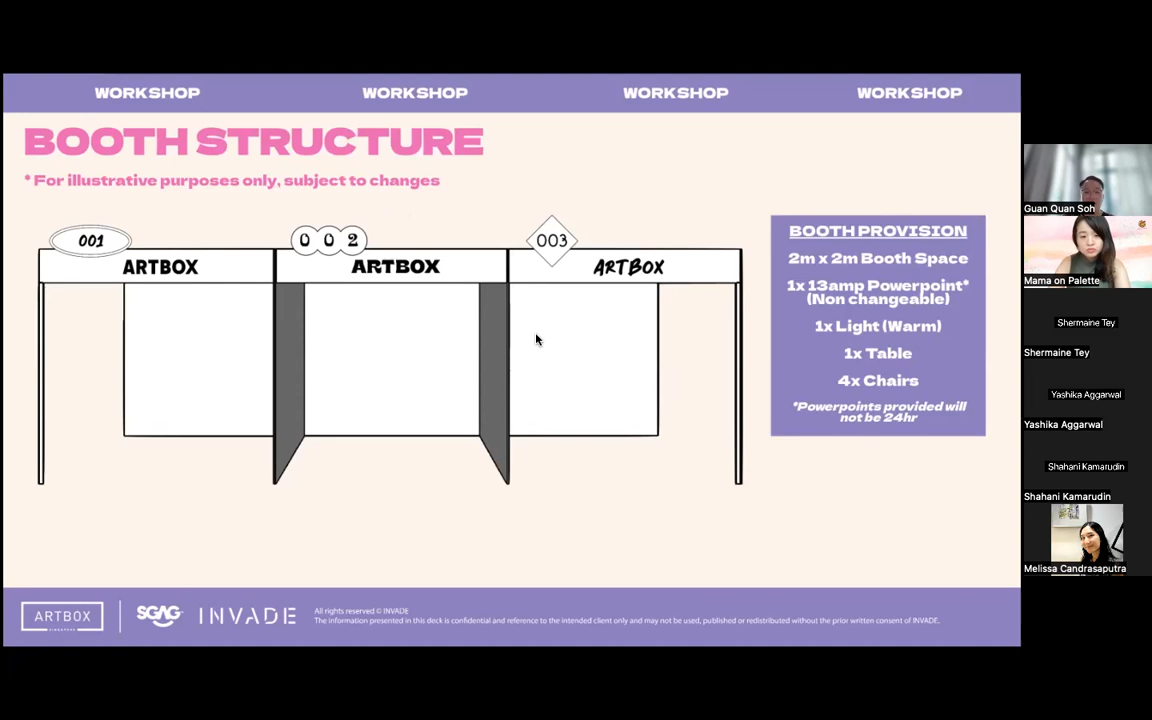 WORKSHOP WORKSHOP WORKSHOP WORKSHOP
BOOTH STRUCTURE
* For illustrative purposes only, subject to changes
001
002
003
ARTBOX
ARTBOX
ARTBOX
BOOTH PROVISION
2m x 2m Booth Space
1x 13amp Powerpoint*
(Non changeable)
1x Light (Warm)
1x Table
4x Chairs
*Powerpoints provided will
not be 24hr
ARTBOX
SGAG
INVADE
All rights reserved © INVADE
The information presented in this deck is confidential and reference to the intended client only and may not be used, published or redistributed without the prior written consent of INVADE.
Guan Quan Soh
Mama on Palette
Shermaine Tey
Shermaine Tey
Yashika Aggarwal
Yashika Aggarwal
Shahani Kamarudin
Shahani Kamarudin
Melissa Candrasaputra